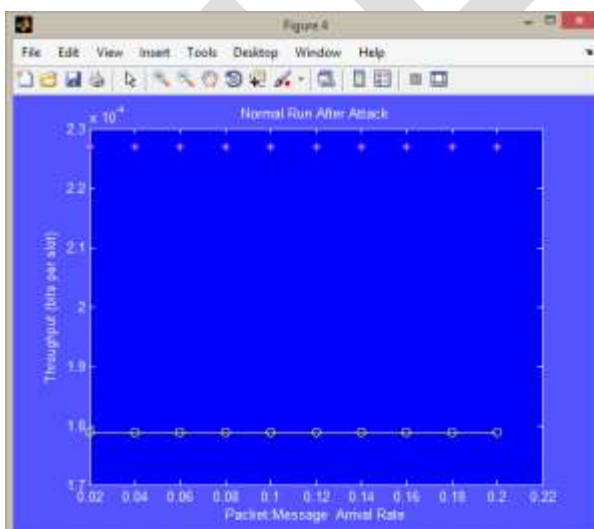 Figure 4
File Edit View Insert Tools Desktop Window Help
x 10-4
Normal Run After Attack
2.3
2.2
2.1
2
1.9
1.8
1.7
Throughput (bits per slot)
0.02 0.04 0.06 0.08 0.1 0.12 0.14 0.16 0.18 0.2 0.22
Packet Message Arrival Rate